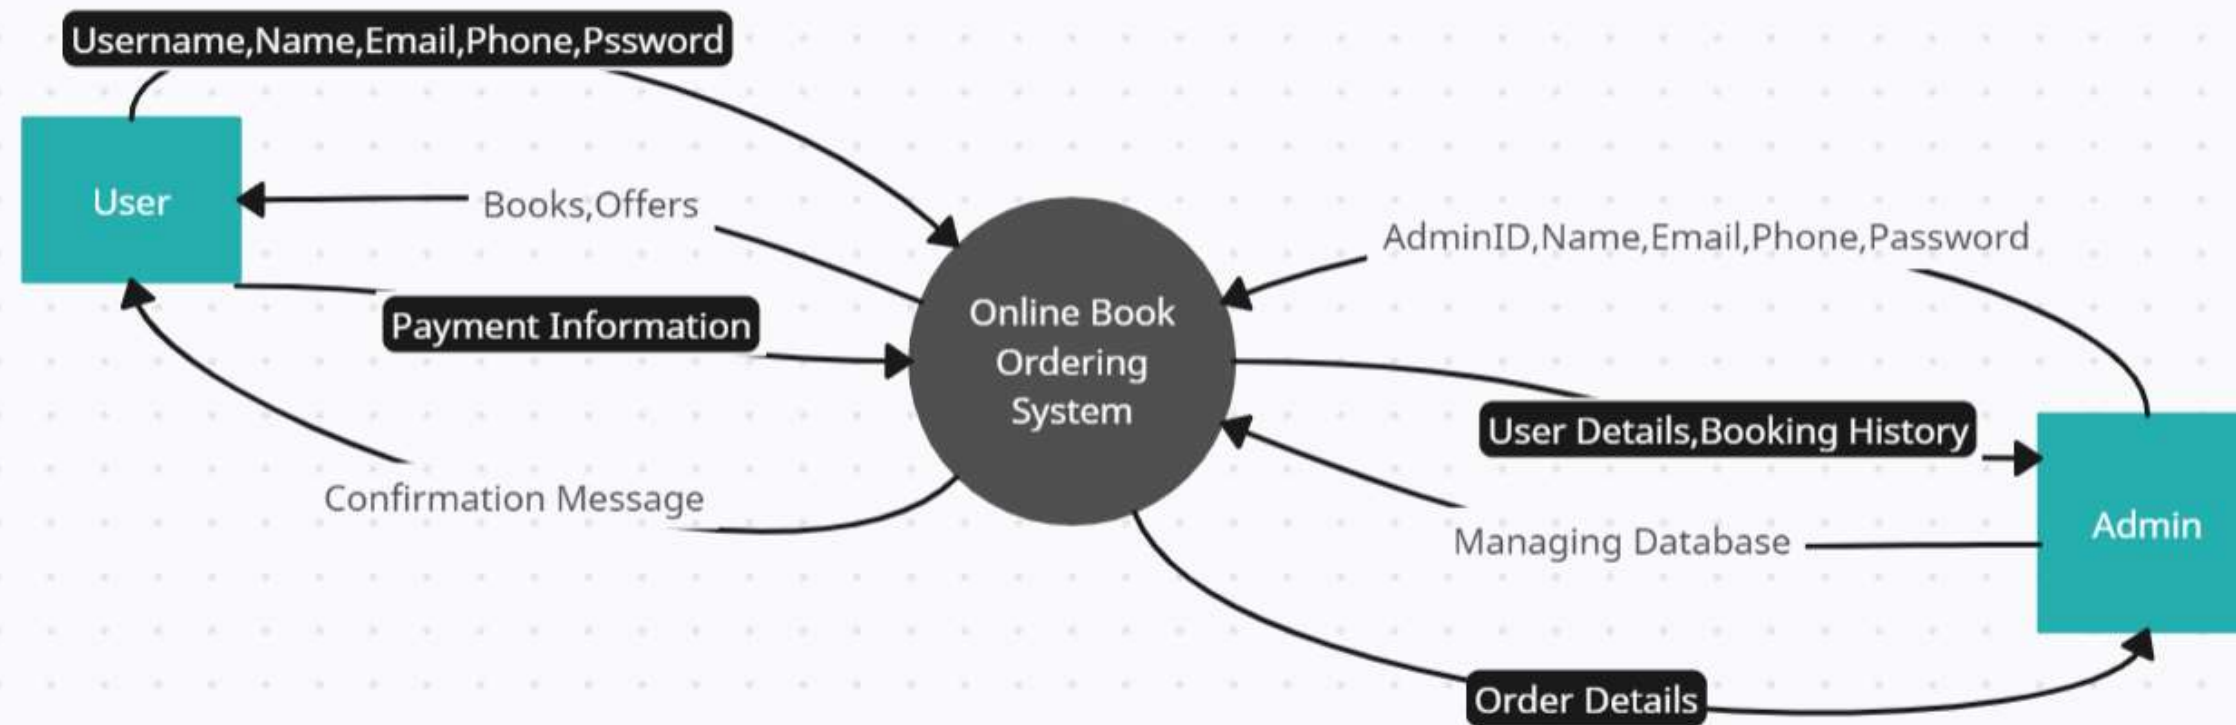 Username,Name,Email,Phone,Pssword
User
Books,Offers
Payment Information
Confirmation Message
Online Book
Ordering
System
AdminID,Name,Email,Phone,Password
User Details,Booking History
Managing Database
Admin
Order Details